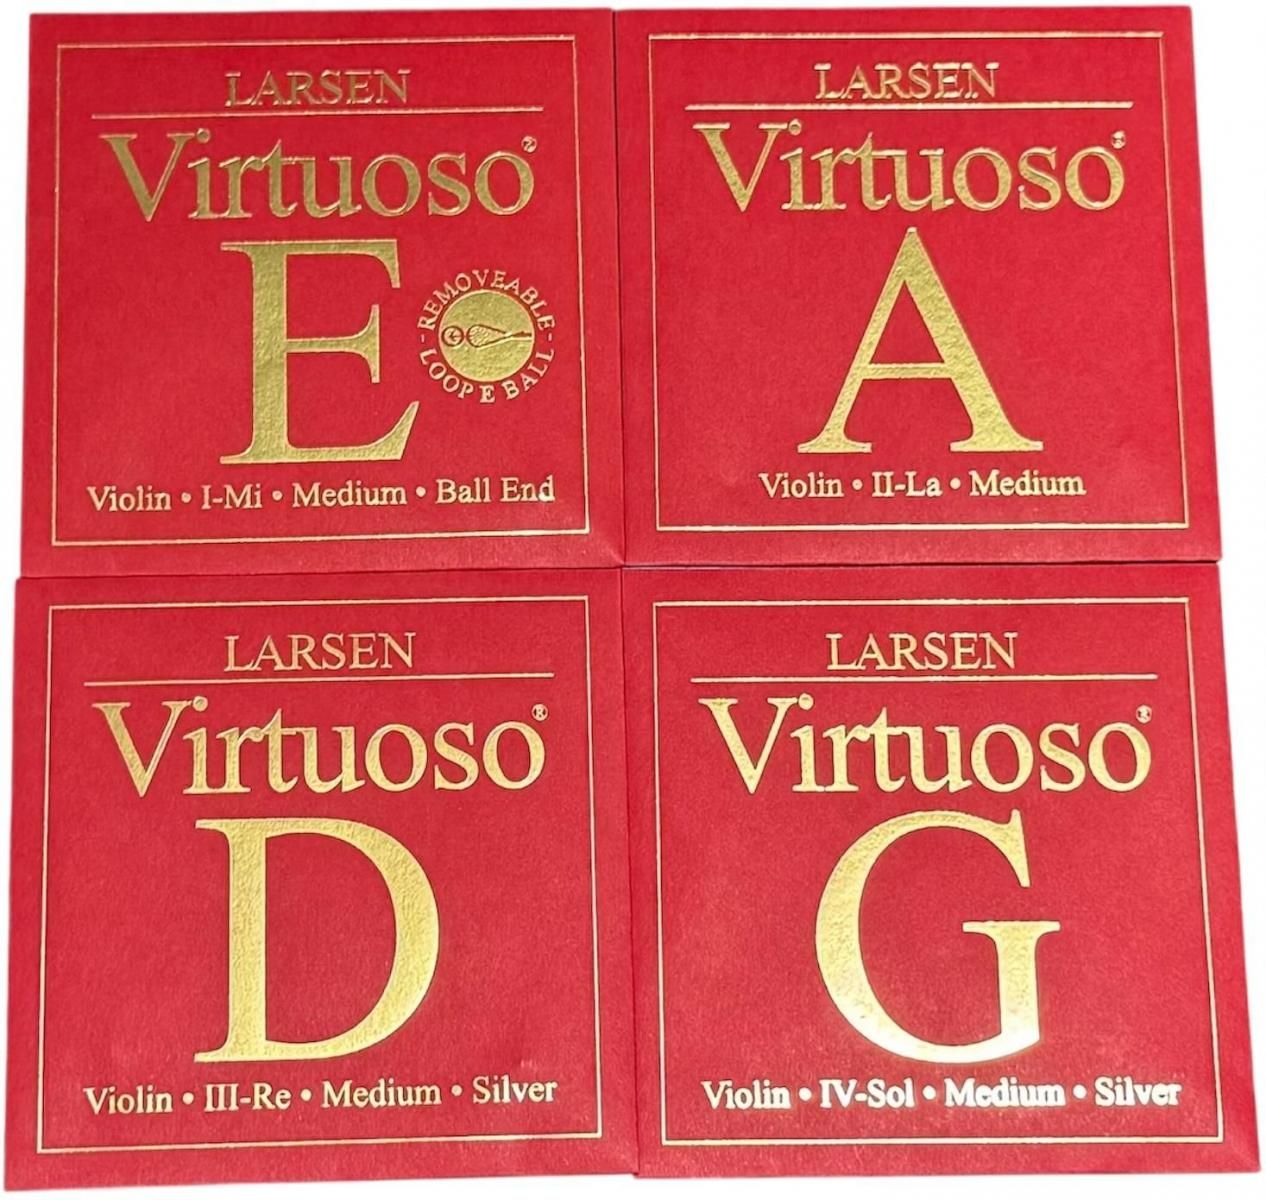 LARSEN
Virtuoso®
E
- REMOVEABLE -
LOOP E BALL
Violin • I-Mi • Medium • Ball End
LARSEN
Virtuoso®
A
Violin • II-La • Medium
LARSEN
Virtuoso®
D
Violin • III-Re • Medium • Silver
LARSEN
Virtuoso®
G
Violin • IV-Sol • Medium • Silver